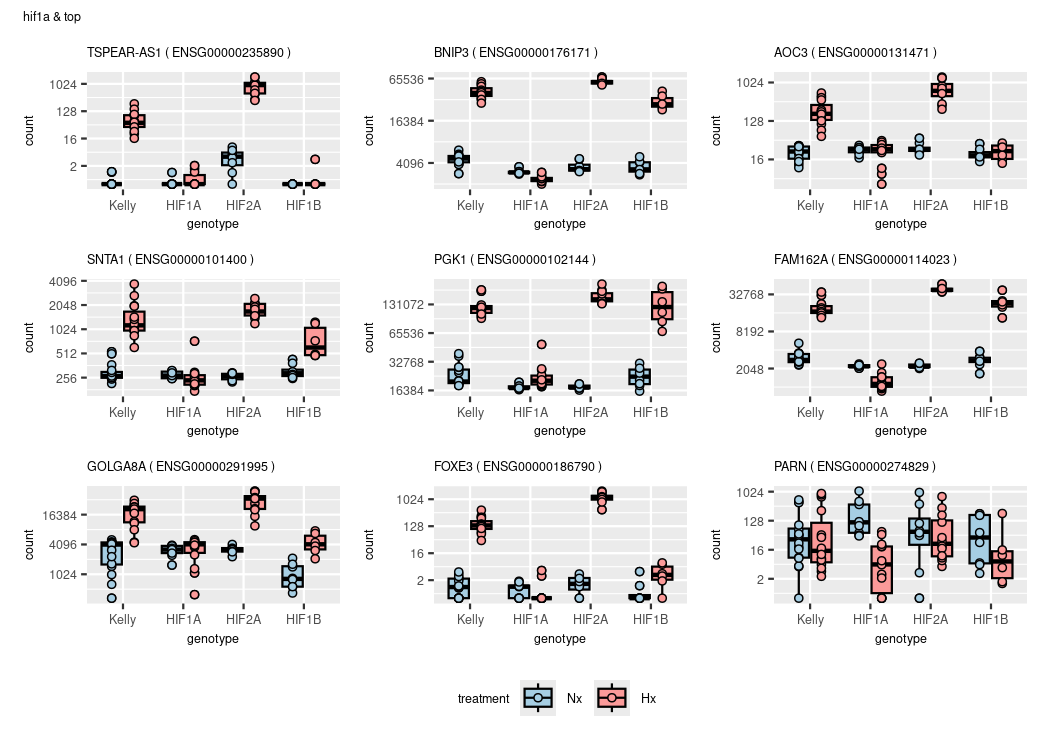 hif1a & top
TSPEAR-AS1 ( ENSG00000235890 )
BNIP3 ( ENSG00000176171 )
AOC3 ( ENSG00000131471 )
count
1024
128
16
2
Kelly HIF1A HIF2A HIF1B
genotype
count
65536
16384
4096
Kelly HIF1A HIF2A HIF1B
genotype
count
1024
128
16
Kelly HIF1A HIF2A HIF1B
genotype
SNTA1 ( ENSG00000101400 )
PGK1 ( ENSG00000102144 )
FAM162A ( ENSG00000114023 )
count
4096
2048
1024
512
256
Kelly HIF1A HIF2A HIF1B
genotype
count
131072
65536
32768
16384
Kelly HIF1A HIF2A HIF1B
genotype
count
32768
8192
2048
Kelly HIF1A HIF2A HIF1B
genotype
GOLGA8A ( ENSG00000291995 )
FOXE3 ( ENSG00000186790 )
PARN ( ENSG00000274829 )
count
16384
4096
1024
Kelly HIF1A HIF2A HIF1B
genotype
count
1024
128
16
2
Kelly HIF1A HIF2A HIF1B
genotype
count
1024
128
16
2
Kelly HIF1A HIF2A HIF1B
genotype
treatment Nx Hx